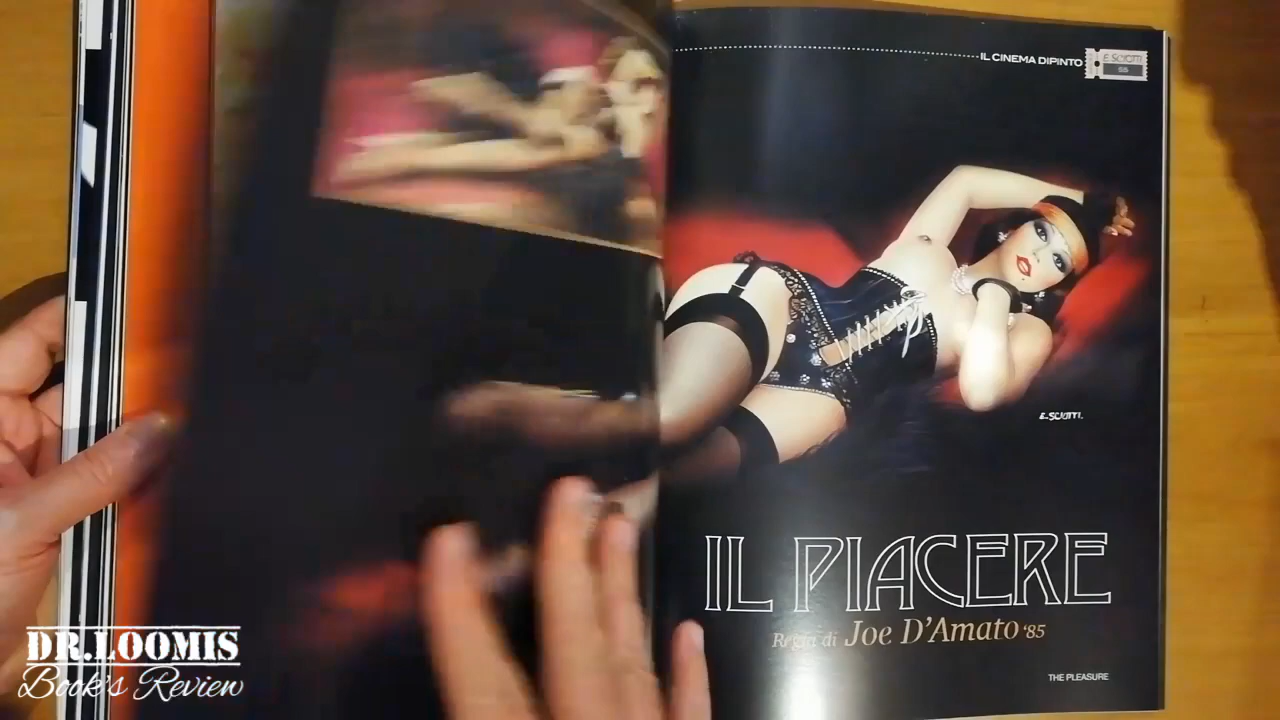 IL CINEMA DIPINTO
E. SCIOTTI
55
E. SCIOTTI.
IL PIACERE
Regia di Joe D'Amato '85
THE PLEASURE
DR.LOOMIS
Book's Review